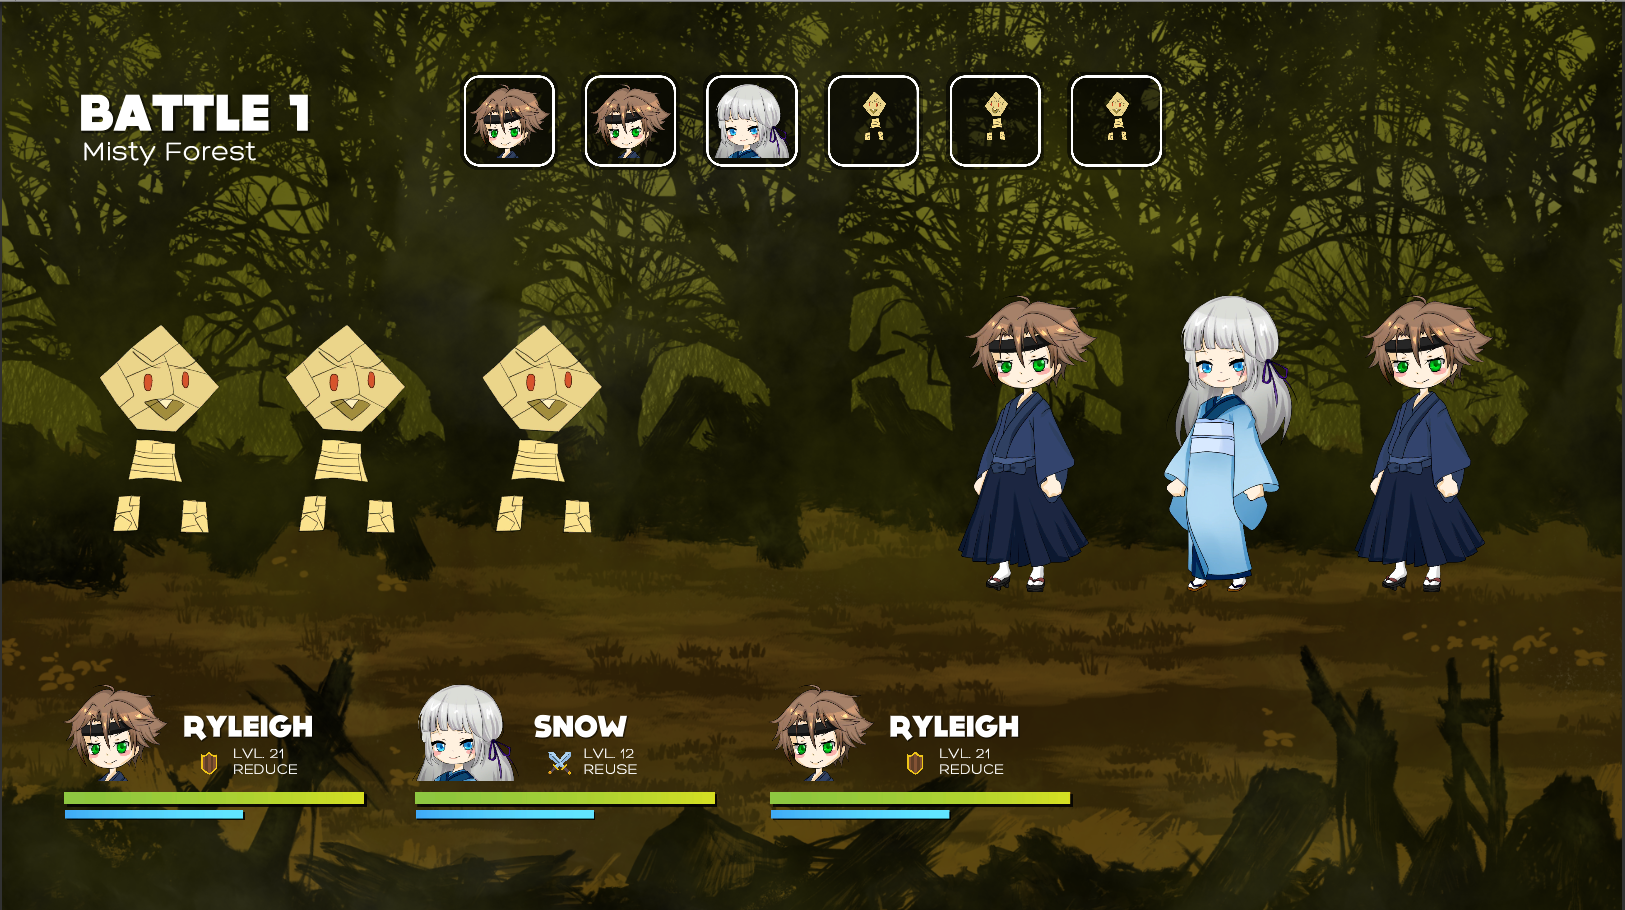 BATTLE 1
Misty Forest
RYLEIGH
LVL. 21
REDUCE
SNOW
LVL. 12
REUSE
RYLEIGH
LVL. 21
REDUCE